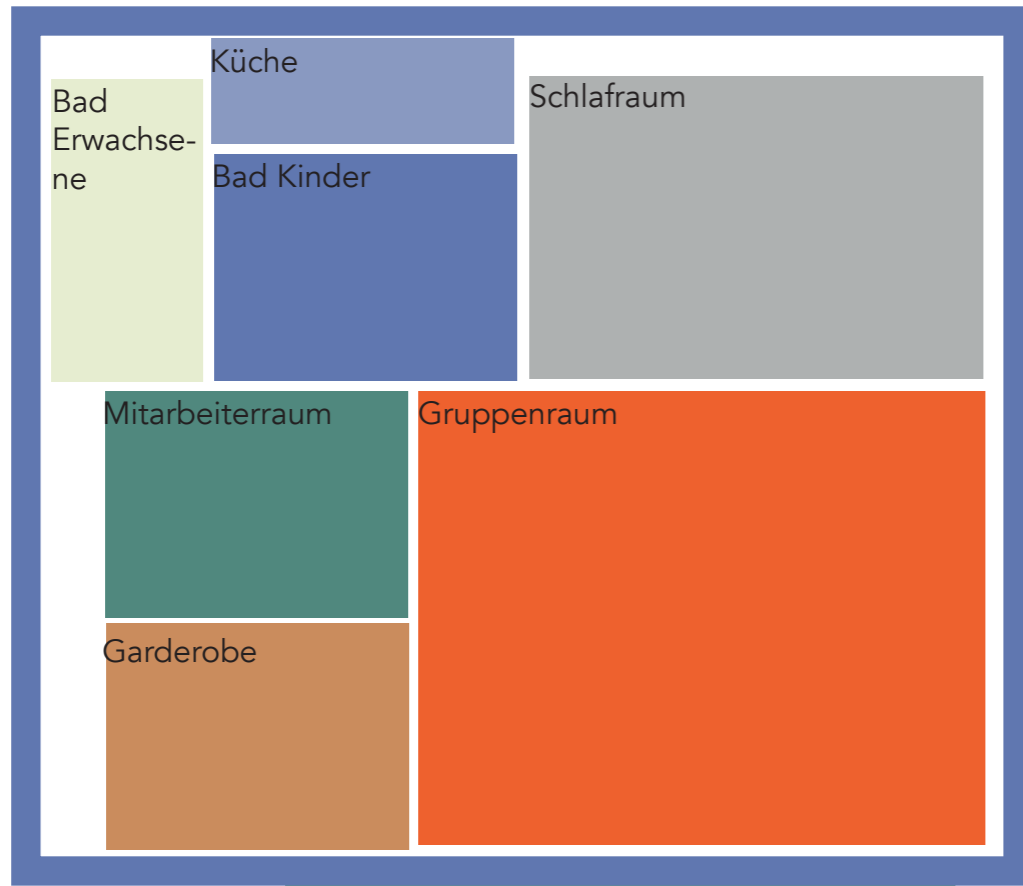 Küche
Bad
Erwachse-
ne
Schlafraum
Bad Kinder
Mitarbeiterraum
Gruppenraum
Garderobe